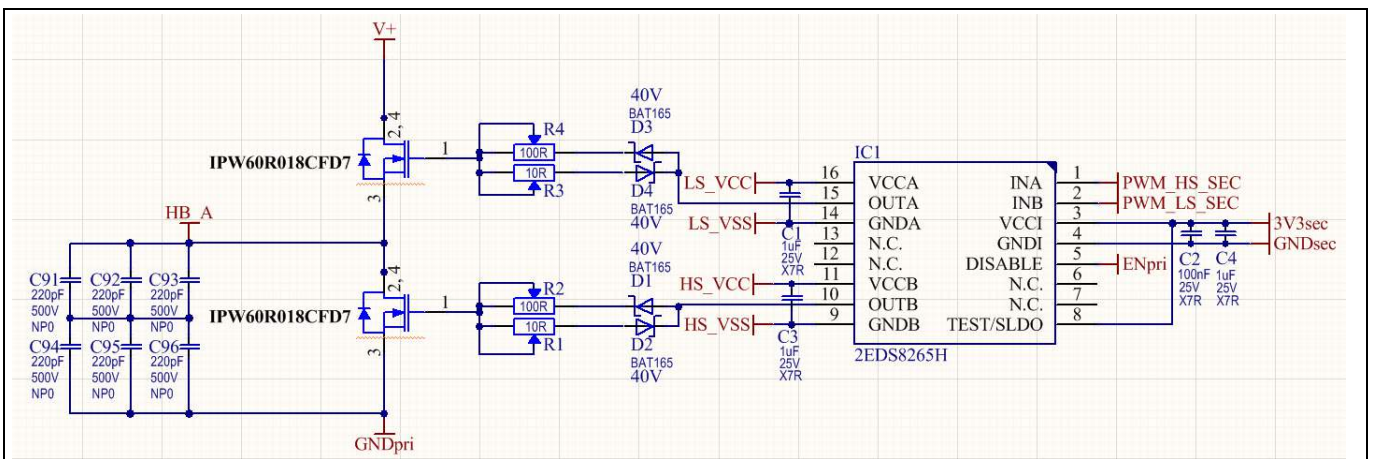 V+
2, 4
IPW60R018CFD7
1
3
R4
100R
10R
R3
40V
BAT165
D3
D4
BAT165
40V
HB_A
C91
220pF
500V
NP0
C92
220pF
500V
NP0
C93
220pF
500V
NP0
C94
220pF
500V
NP0
C95
220pF
500V
NP0
C96
220pF
500V
NP0
2, 4
IPW60R018CFD7
1
3
R2
100R
10R
R1
40V
BAT165
D1
D2
BAT165
40V
GNDpri
LS_VCC
LS_VSS
C1
1uF
25V
X7R
HS_VCC
HS_VSS
C3
1uF
25V
X7R
IC1
16 VCCA INA 1 PWM_HS_SEC
15 OUTA INB 2 PWM_LS_SEC
14 GNDA VCCI 3 3V3sec
13 N.C. GNDI 4 GNDsec
12 N.C. DISABLE 5 ENpri
11 VCCB N.C. 6
10 OUTB N.C. 7
9 GNDB TEST/SLDO 8
2EDS8265H
C2
100nF
25V
X7R
C4
1uF
25V
X7R